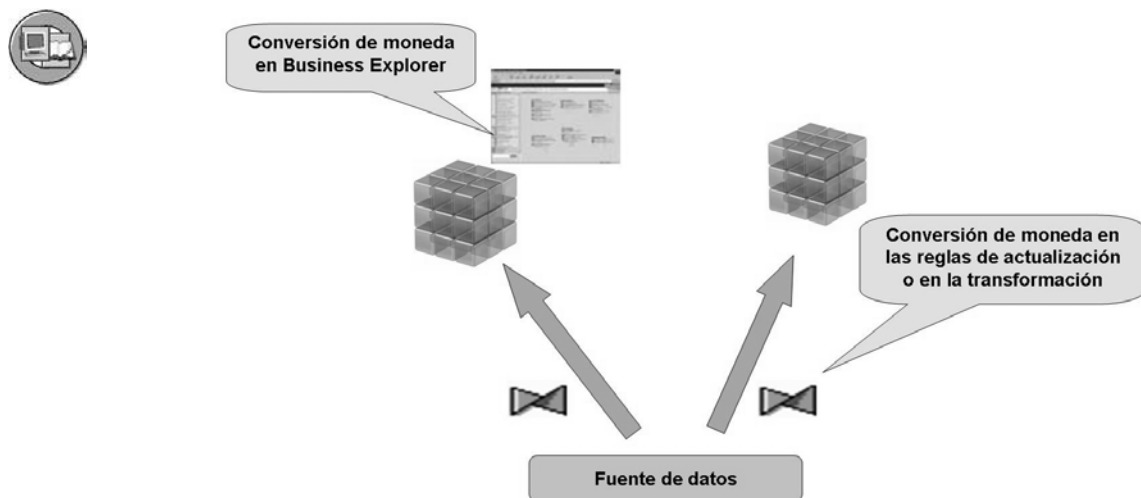 Conversión de moneda
en Business Explorer
Conversión de moneda en
las reglas de actualización
o en la transformación
Fuente de datos